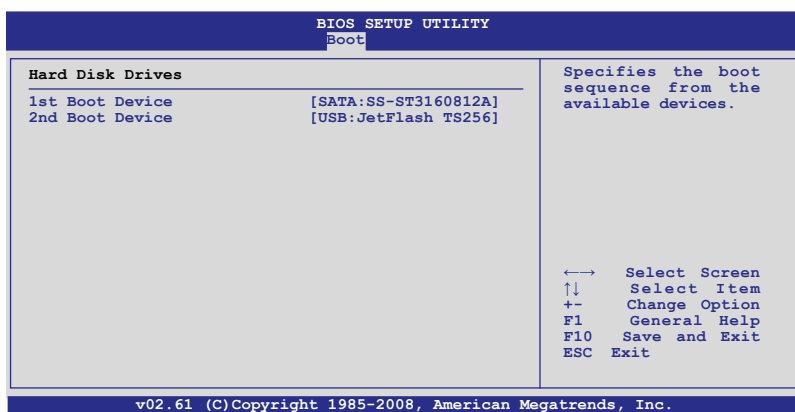 BIOS SETUP UTILITY
Boot
Hard Disk Drives
1st Boot Device [SATA:SS-ST3160812A]
2nd Boot Device [USB:JetFlash TS256]
Specifies the boot
sequence from the
available devices.
←→ Select Screen
↑↓ Select Item
+- Change Option
F1 General Help
F10 Save and Exit
ESC Exit
v02.61 (C)Copyright 1985-2008, American Megatrends, Inc.